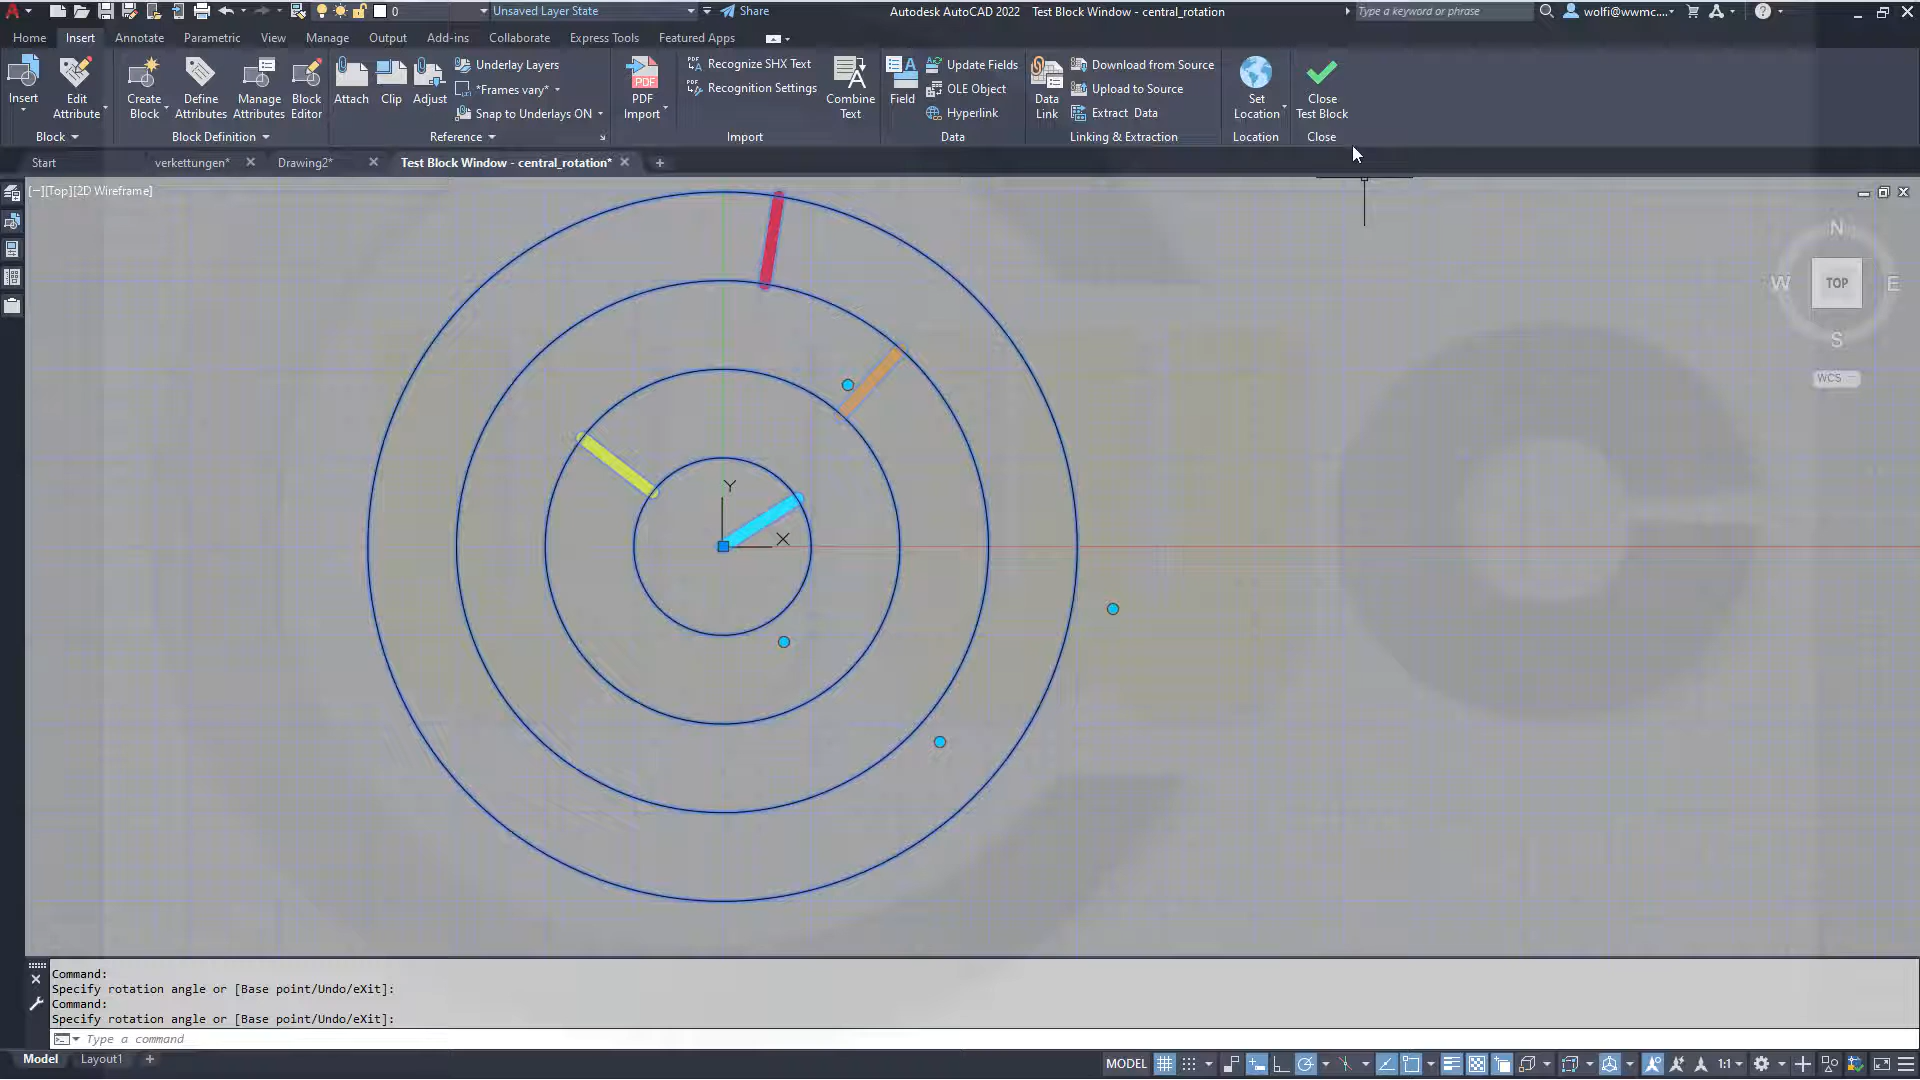 0
Unsaved Layer State
Share
Autodesk AutoCAD 2022 Test Block Window - central_rotation
Type a keyword or phrase
wolfi@wwmc....
Home Insert Annotate Parametric View Manage Output Add-ins Collaborate Express Tools Featured Apps
Insert
Edit
Attribute
Block
Create
Block
Define
Attributes
Manage
Attributes
Block
Editor
Block Definition
Attach
Clip
Adjust
Underlay Layers
*Frames vary*
Snap to Underlays ON
Reference
PDF
PDF
Import
Recognize SHX Text
Recognition Settings
Combine
Text
Import
Field
Update Fields
OLE Object
Hyperlink
Data
Data
Link
Download from Source
Upload to Source
Extract Data
Linking & Extraction
Set
Location
Location
Close
Test Block
Close
Start
verkettungen*
Drawing2*
Test Block Window - central_rotation*
[−][Top][2D Wireframe]
N
W
TOP
E
S
WCS
Y
X
Command:
Specify rotation angle or [Base point/Undo/eXit]:
Command:
Specify rotation angle or [Base point/Undo/eXit]:
Type a command
Model
Layout1
MODEL
1:1